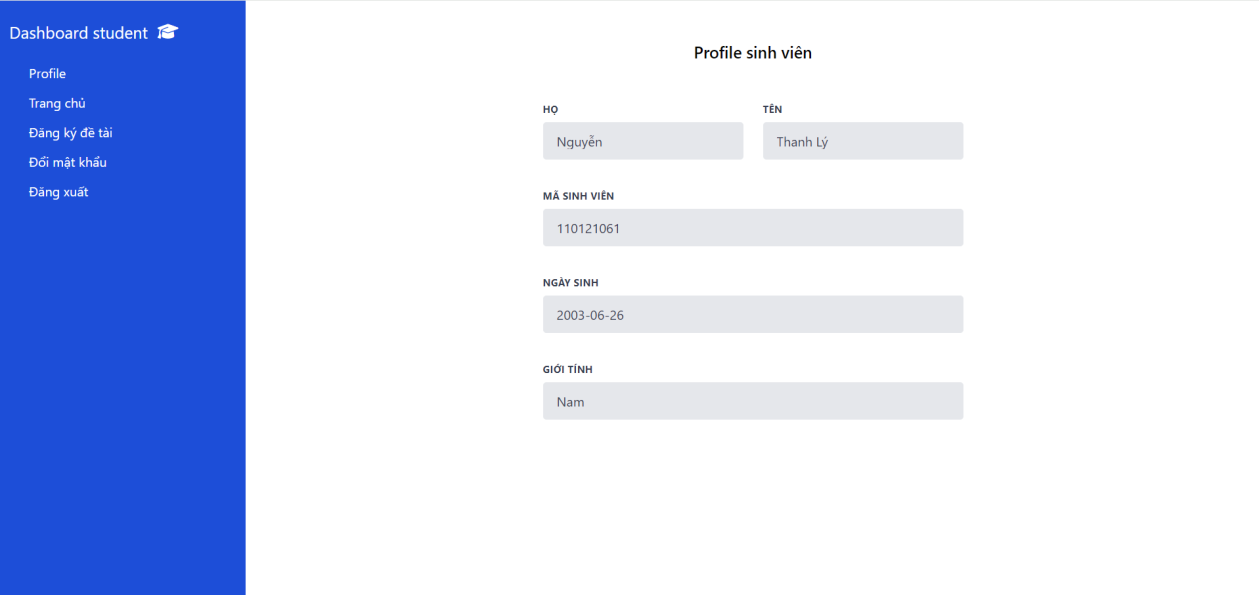 Dashboard student
Profile
Trang chủ
Đăng ký đề tài
Đổi mật khẩu
Đăng xuất
Profile sinh viên
HỌ TÊN
Nguyễn Thanh Lý
MÃ SINH VIÊN
110121061
NGÀY SINH
2003-06-26
GIỚI TÍNH
Nam